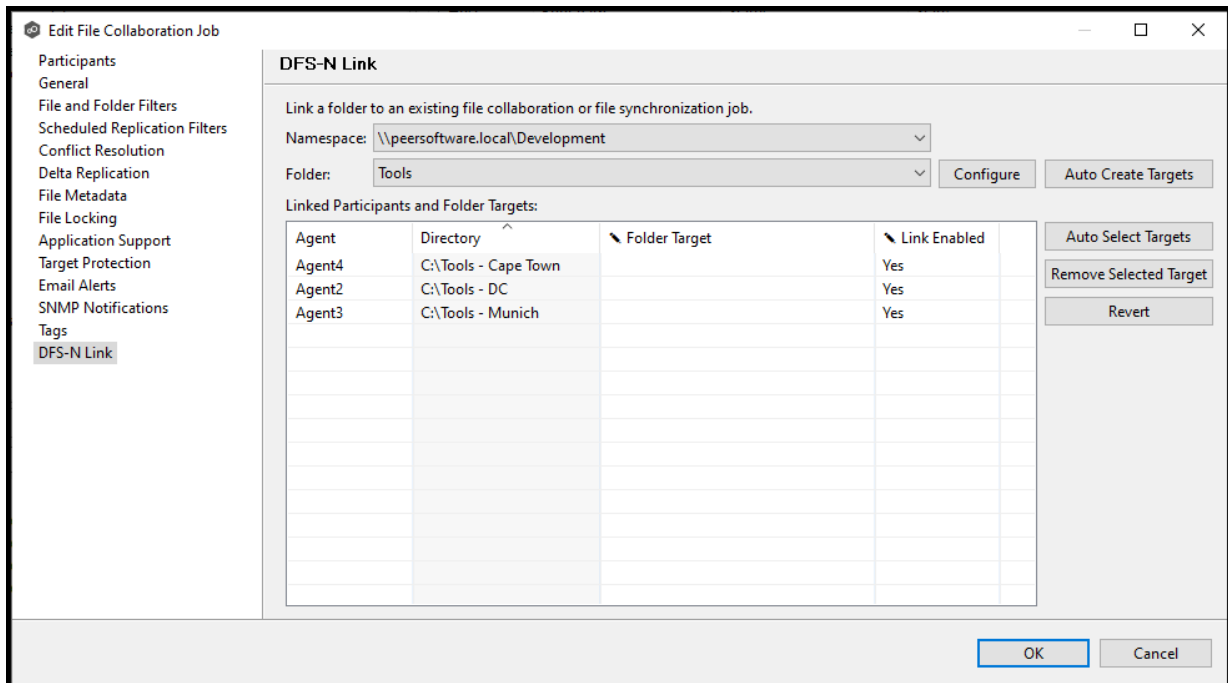 Edit File Collaboration Job
Participants
General
File and Folder Filters
Scheduled Replication Filters
Conflict Resolution
Delta Replication
File Metadata
File Locking
Application Support
Target Protection
Email Alerts
SNMP Notifications
Tags
DFS-N Link
DFS-N Link
Link a folder to an existing file collaboration or file synchronization job.
Namespace: \\peersoftware.local\Development
Folder: Tools Configure Auto Create Targets
Linked Participants and Folder Targets:
Agent Directory Folder Target Link Enabled Auto Select Targets
Agent4 C:\Tools - Cape Town Yes Remove Selected Target
Agent2 C:\Tools - DC Yes
Agent3 C:\Tools - Munich Yes Revert
OK Cancel